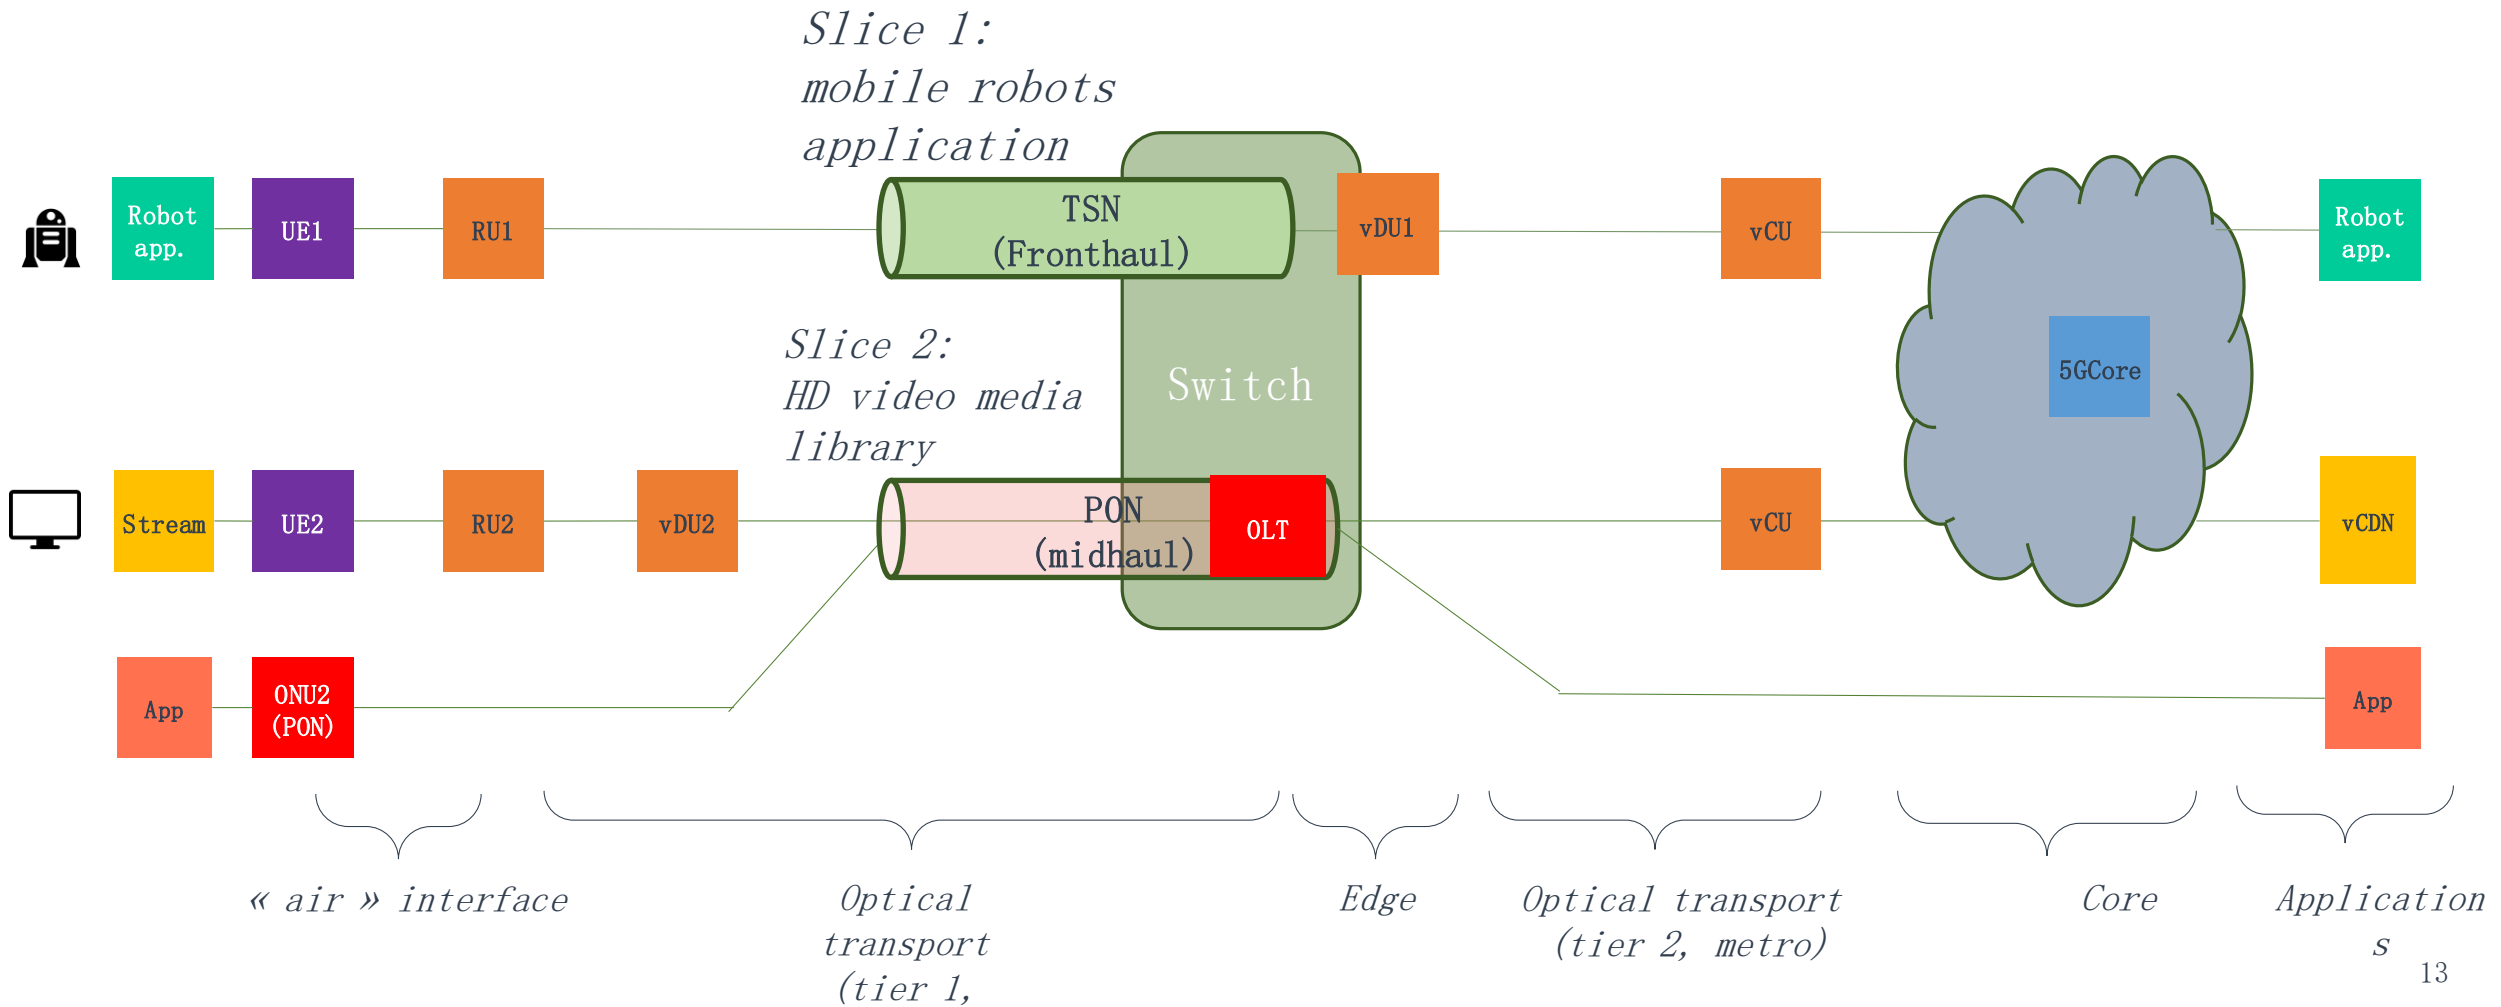 Slice 1:
mobile robots
application
Robot
app.
UE1
RU1
TSN
(Fronthaul)
vDU1
vCU
Robot
app.
Slice 2:
HD video media
library
Switch
5GCore
Stream
UE2
RU2
vDU2
PON
(midhaul)
OLT
vCU
vCDN
App
ONU2
(PON)
App
« air » interface
Optical
transport
(tier 1,
Edge
Optical transport
(tier 2, metro)
Core
Application
s
13